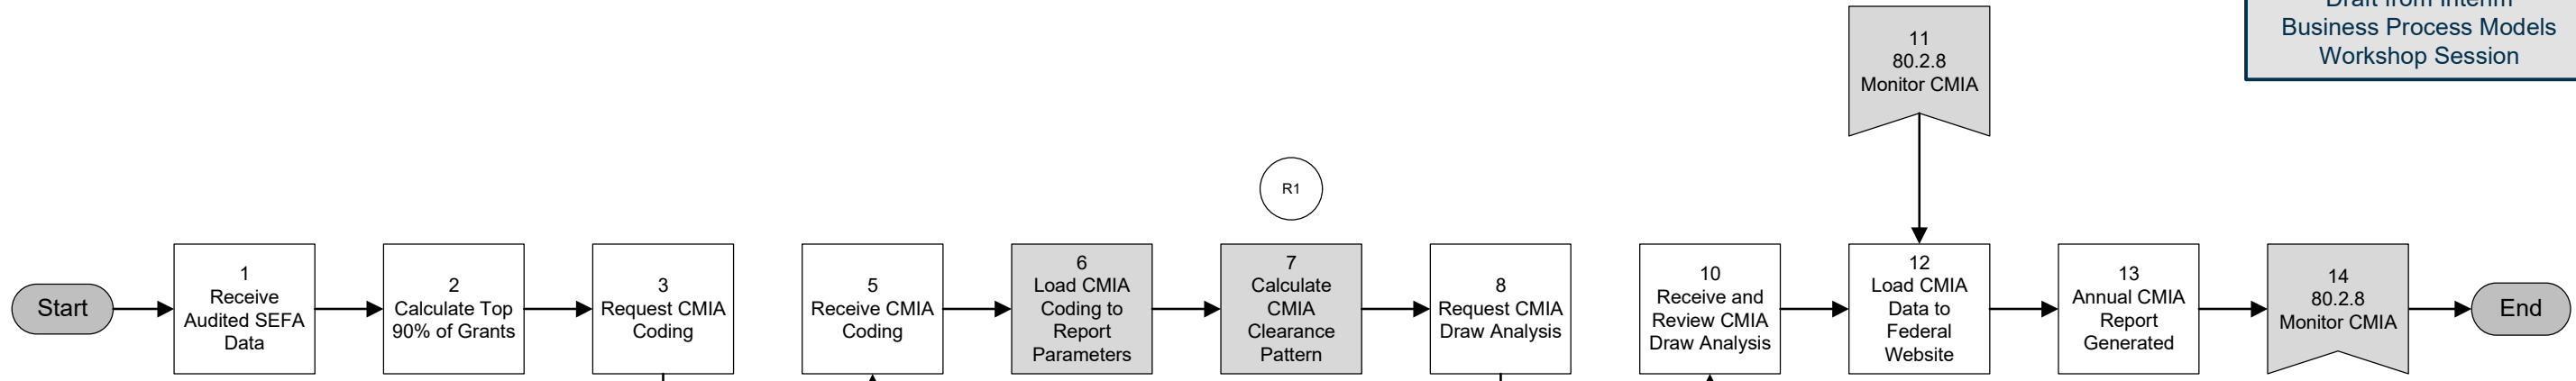 Draft from Interim
Business Process Models
Workshop Session
11
80.2.8
Monitor CMIA
R1
Start
1
Receive
Audited SEFA
Data
2
Calculate Top
90% of Grants
3
Request CMIA
Coding
5
Receive CMIA
Coding
6
Load CMIA
Coding to
Report
Parameters
7
Calculate
CMIA
Clearance
Pattern
8
Request CMIA
Draw Analysis
10
Receive and
Review CMIA
Draw Analysis
12
Load CMIA
Data to
Federal
Website
13
Annual CMIA
Report
Generated
14
80.2.8
Monitor CMIA
End